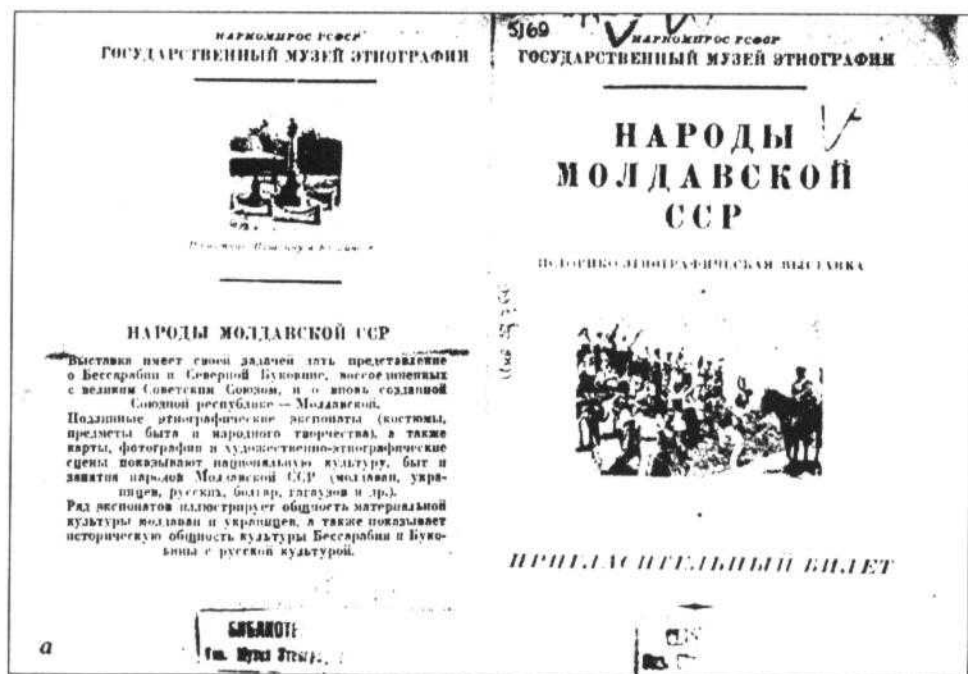 НАРКОМПРОС РСФСР
ГОСУДАРСТВЕННЫЙ МУЗЕЙ ЭТНОГРАФИИ
НАРОДЫ МОЛДАВСКОЙ ССР
Выставка имеет своей задачей дать представление
о Бессарабии и Северной Буковине, воссоединенных
с великим Советским Союзом, и о вновь созданной
Союзной республике — Молдавской.
Подлинные этнографические экспонаты (костюмы,
предметы быта и народного творчества), а также
карты, фотографии и художественно-этнографические
сцены показывают национальную культуру, быт и
занятия народов Молдавской ССР (молдаван, укра-
инцев, русских, болгар, гагаузов и др.).
Ряд экспонатов иллюстрирует общность материальной
культуры молдаван и украинцев, а также показывает
историческую общность культуры Бессарабии и Буко-
вины с русской культурой.
БИБЛИОТЕ
Гос. Музея Этногр.
а
5J69
НАРКОМПРОС РСФСР
ГОСУДАРСТВЕННЫЙ МУЗЕЙ ЭТНОГРАФИИ
НАРОДЫ
МОЛДАВСКОЙ
ССР
ИСТОРИКО-ЭТНОГРАФИЧЕСКАЯ ВЫСТАВКА
ПРИГЛАСИТЕЛЬНЫЙ БИЛЕТ